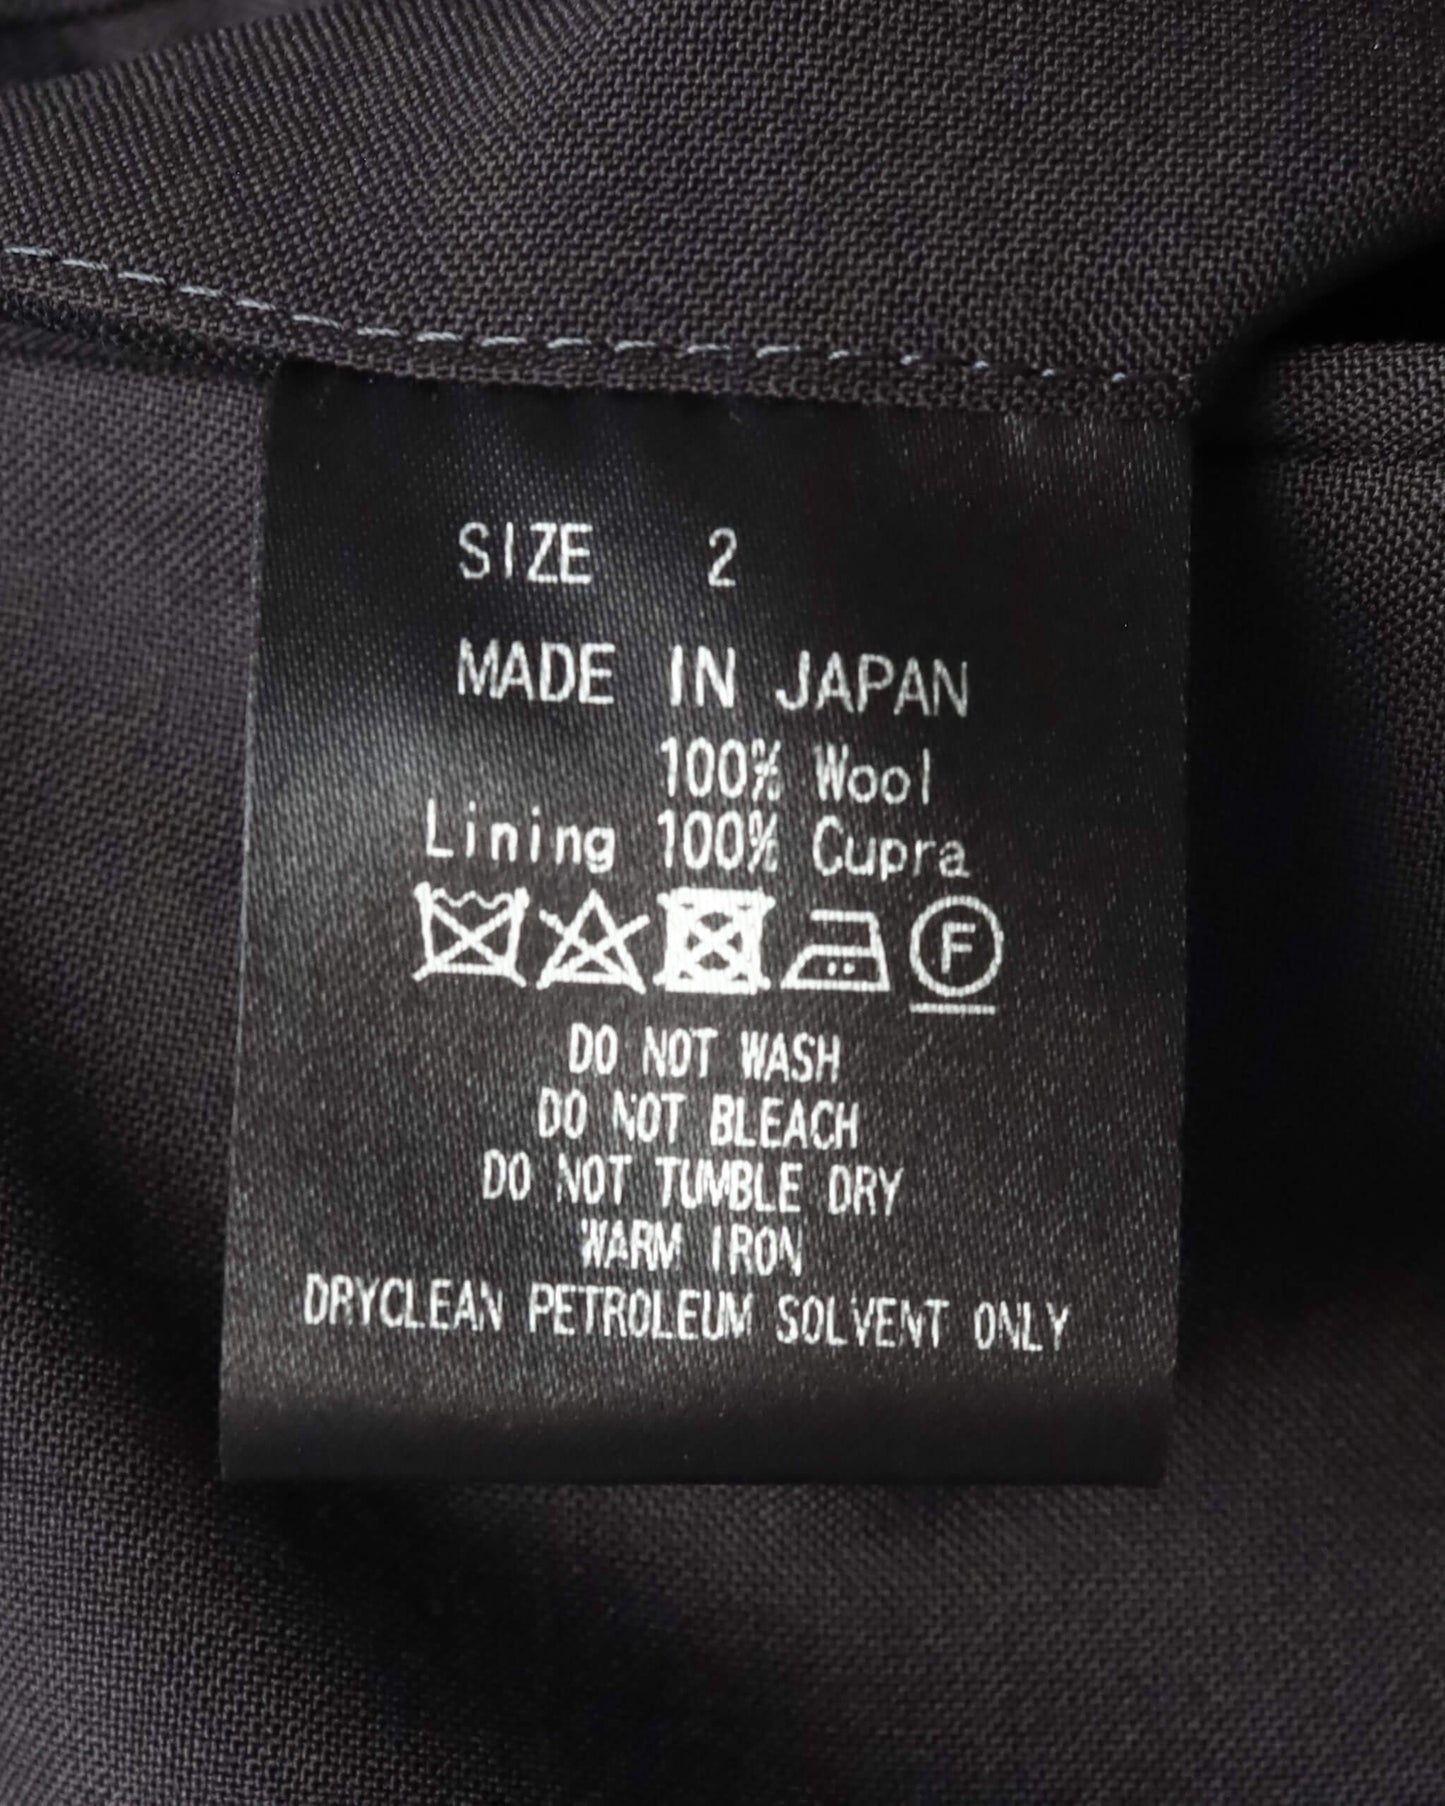 SIZE 2
MADE IN JAPAN
100% Wool
Lining 100% Cupra
F
DO NOT WASH
DO NOT BLEACH
DO NOT TUMBLE DRY
WARM IRON
DRYCLEAN PETROLEUM SOLVENT ONLY